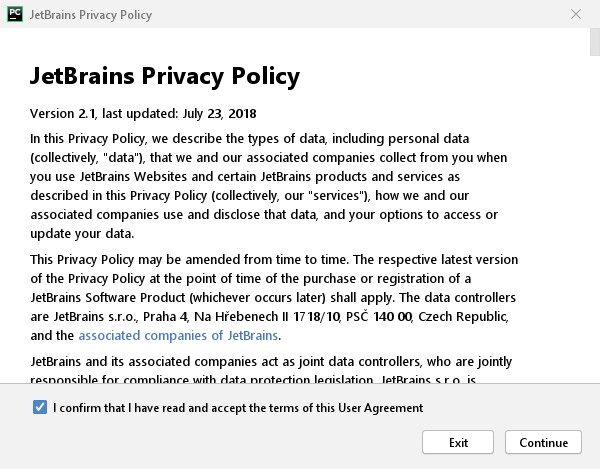 PC JetBrains Privacy Policy
JetBrains Privacy Policy
Version 2.1, last updated: July 23, 2018
In this Privacy Policy, we describe the types of data, including personal data
(collectively, "data"), that we and our associated companies collect from you when
you use JetBrains Websites and certain JetBrains products and services as
described in this Privacy Policy (collectively, our "services"), how we and our
associated companies use and disclose that data, and your options to access or
update your data.
This Privacy Policy may be amended from time to time. The respective latest version
of the Privacy Policy at the point of time of the purchase or registration of a
JetBrains Software Product (whichever occurs later) shall apply. The data controllers
are JetBrains s.r.o., Praha 4, Na Hřebenech II 1718/10, PSČ 140 00, Czech Republic,
and the associated companies of JetBrains.
JetBrains and its associated companies act as joint data controllers, who are jointly
responsible for compliance with data protection legislation. JetBrains s.r.o. is
I confirm that I have read and accept the terms of this User Agreement
Exit
Continue